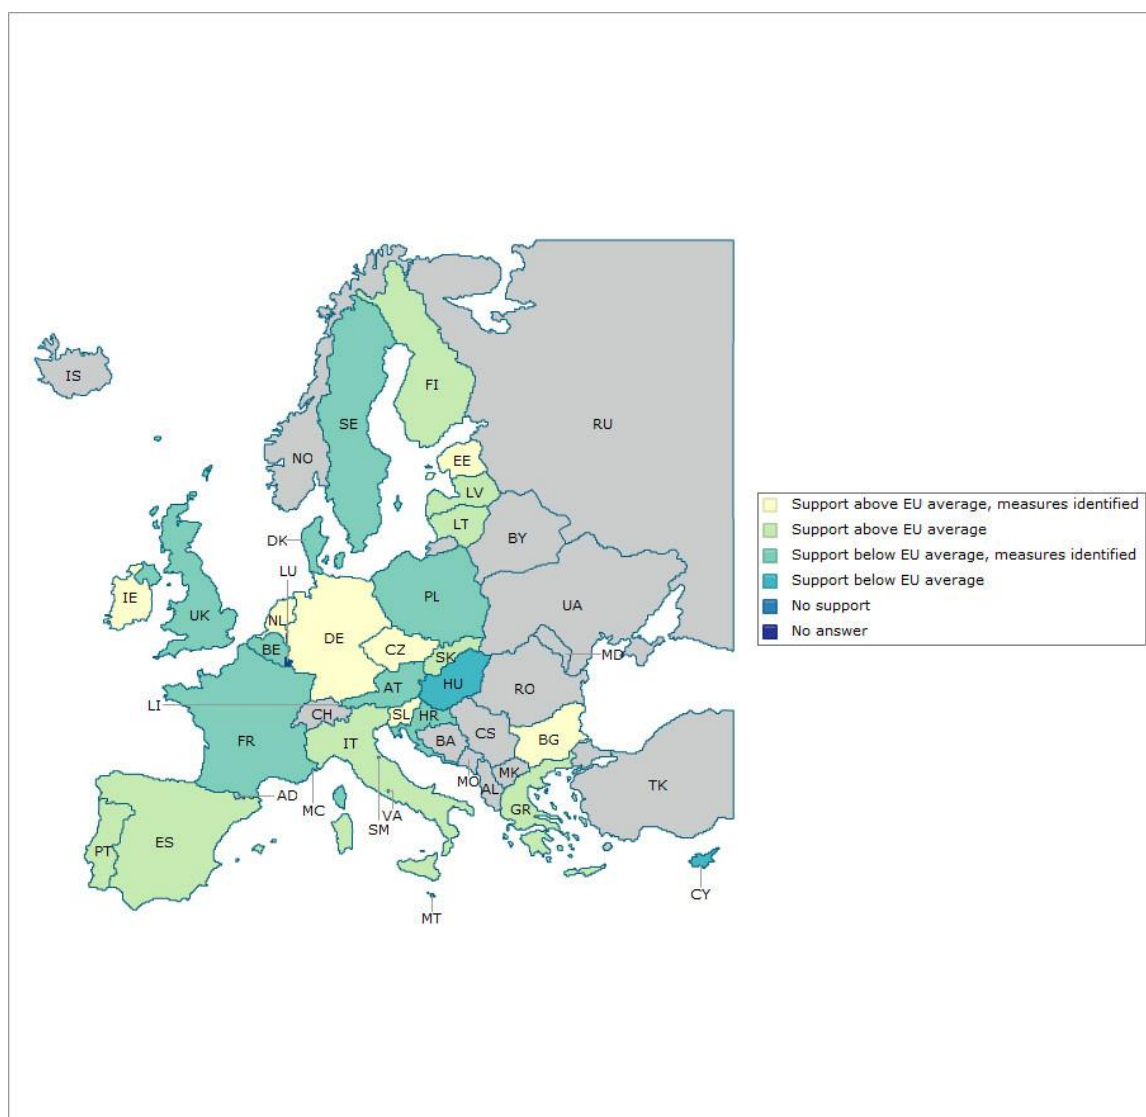 IS
FI
SE
RU
NO
EE
LV
LT
DK
BY
LU
IE
UK
NL
PL
UA
DE
BE
CZ
SK
MD
HU
AT
RO
LI
CH
SL
HR
FR
IT
CS
BG
BA
MO
MK
AL
TK
AD
MC
VA
SM
GR
PT
ES
CY
MT
Support above EU average, measures identified
Support above EU average
Support below EU average, measures identified
Support below EU average
No support
No answer